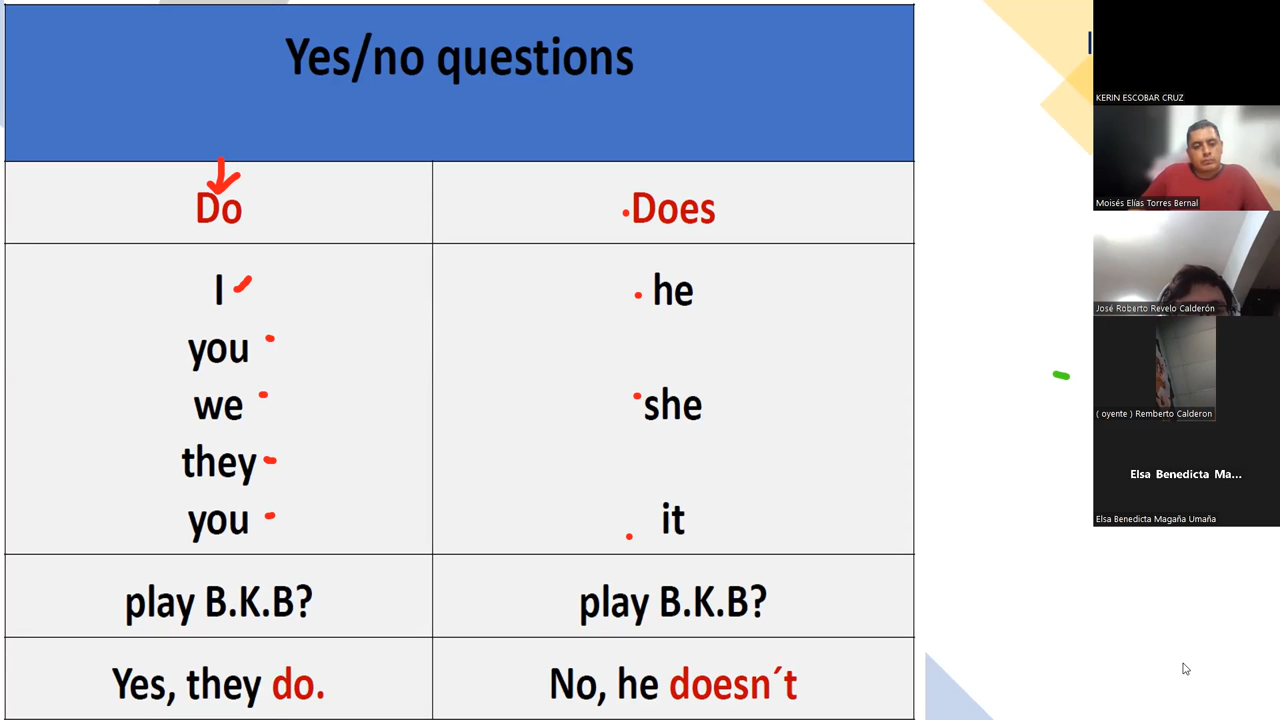 Yes/no questions
Do
Does
I
he
you
we
she
they
you
it
play B.K.B?
play B.K.B?
Yes, they do.
No, he doesn´t
KERIN ESCOBAR CRUZ
Moisés Elías Torres Bernal
José Roberto Revelo Calderón
( oyente ) Remberto Calderon
Elsa Benedicta Ma...
Elsa Benedicta Magaña Umaña